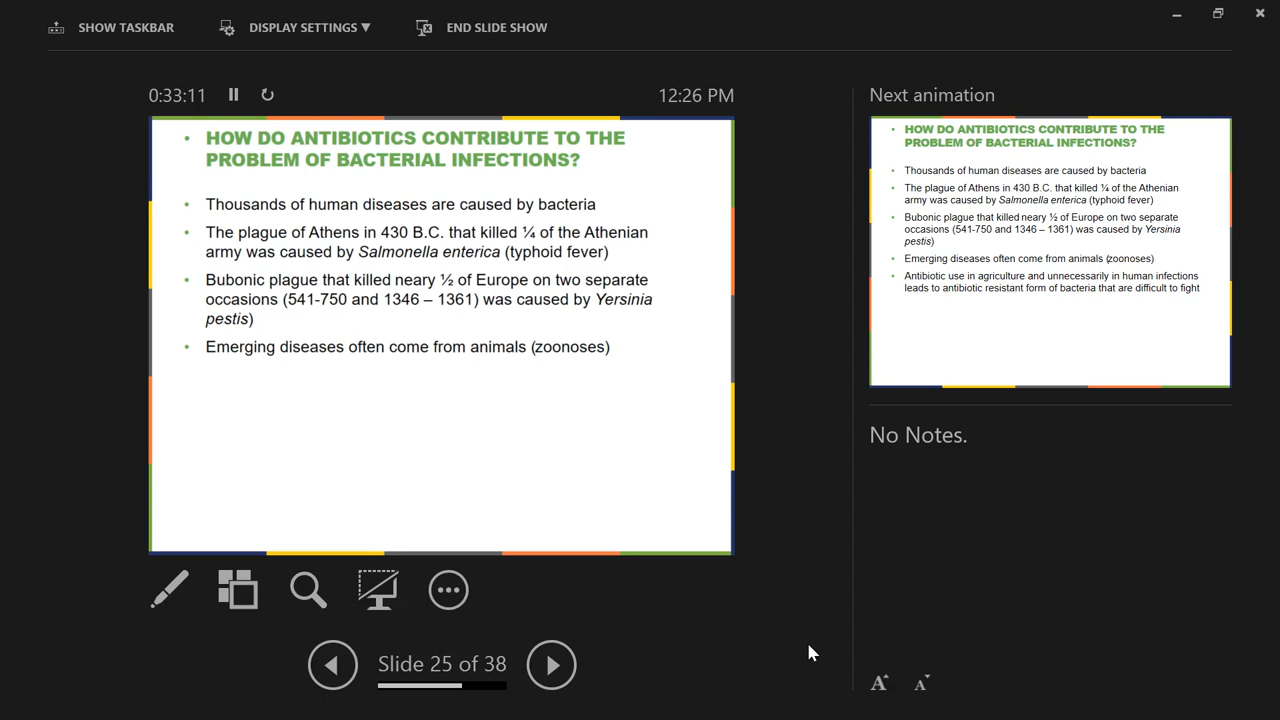 SHOW TASKBAR
DISPLAY SETTINGS ▼
END SLIDE SHOW
0:33:11
12:26 PM
• HOW DO ANTIBIOTICS CONTRIBUTE TO THE
PROBLEM OF BACTERIAL INFECTIONS?
• Thousands of human diseases are caused by bacteria
• The plague of Athens in 430 B.C. that killed ¼ of the Athenian
army was caused by Salmonella enterica (typhoid fever)
• Bubonic plague that killed neary ½ of Europe on two separate
occasions (541-750 and 1346 – 1361) was caused by Yersinia
pestis)
• Emerging diseases often come from animals (zoonoses)
Slide 25 of 38
Next animation
• HOW DO ANTIBIOTICS CONTRIBUTE TO THE
PROBLEM OF BACTERIAL INFECTIONS?
• Thousands of human diseases are caused by bacteria
• The plague of Athens in 430 B.C. that killed ¼ of the Athenian
army was caused by Salmonella enterica (typhoid fever)
• Bubonic plague that killed neary ½ of Europe on two separate
occasions (541-750 and 1346 – 1361) was caused by Yersinia
pestis)
• Emerging diseases often come from animals (zoonoses)
• Antibiotic use in agriculture and unnecessarily in human infections
leads to antibiotic resistant form of bacteria that are difficult to fight
No Notes.
A A